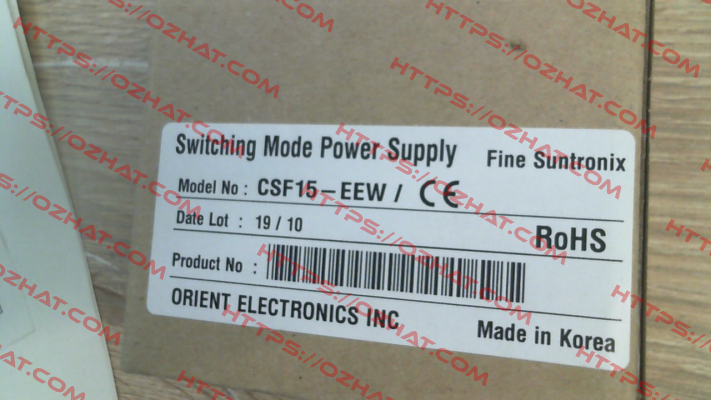 Switching Mode Power Supply Fine Suntronix
Model No : CSF15-EEW / CE
Date Lot : 19 / 10
RoHS
Product No :
ORIENT ELECTRONICS INC
Made in Korea
HTTPS://OZHAT.COM